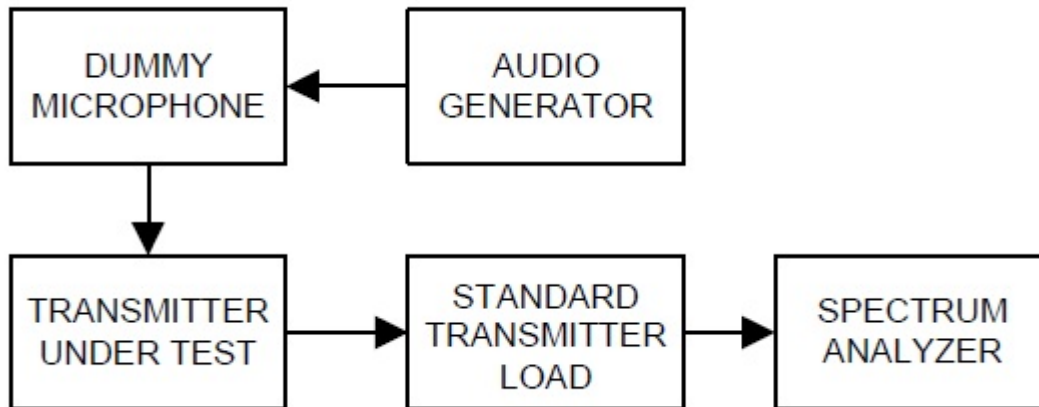 DUMMY
MICROPHONE
AUDIO
GENERATOR
TRANSMITTER
UNDER TEST
STANDARD
TRANSMITTER
LOAD
SPECTRUM
ANALYZER